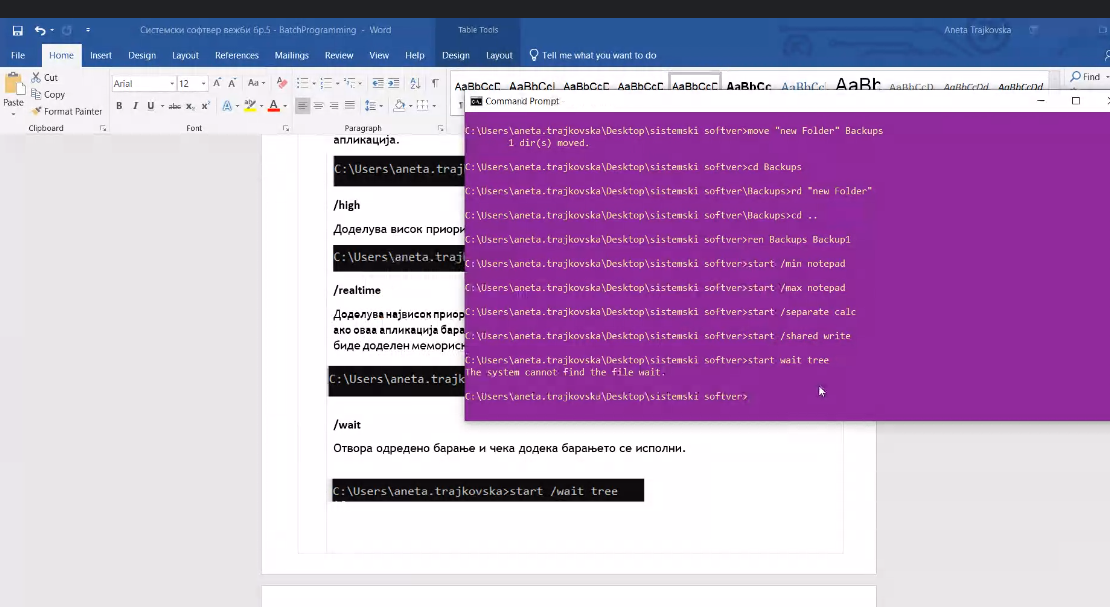 Системски софтвер вежби бр.5 - BatchProgramming - Word
Table Tools
Aneta Trajkovska
File Home Insert Design Layout References Mailings Review View Help Design Layout Tell me what you want to do
Paste
Cut
Copy
Format Painter
Clipboard
Arial 12
Font
Paragraph
AaBbCcDc AaBbCcDc AaBbC AaBbCcE AaBbCcD AaBbCcD AaBbCc AaBbCcD AaBbCcDc AaBbCcDc
Find
апликација.
C:\Users\aneta.traj
/high
Доделува висок приори
C:\Users\aneta.traj
/realtime
Доделува највисок приор
ако оваа апликација бара
биде доделен мемориск
C:\Users\aneta.trajk
/wait
Отвора одредено барање и чека додека барањето се исполни.
C:\Users\aneta.trajkovska>start /wait tree
Command Prompt
C:\Users\aneta.trajkovska\Desktop\sistemski softver>move "new Folder" Backups
1 dir(s) moved.
C:\Users\aneta.trajkovska\Desktop\sistemski softver>cd Backups
C:\Users\aneta.trajkovska\Desktop\sistemski softver\Backups>rd "new Folder"
C:\Users\aneta.trajkovska\Desktop\sistemski softver\Backups>cd ..
C:\Users\aneta.trajkovska\Desktop\sistemski softver>ren Backups Backup1
C:\Users\aneta.trajkovska\Desktop\sistemski softver>start /min notepad
C:\Users\aneta.trajkovska\Desktop\sistemski softver>start /max notepad
C:\Users\aneta.trajkovska\Desktop\sistemski softver>start /separate calc
C:\Users\aneta.trajkovska\Desktop\sistemski softver>start /shared write
C:\Users\aneta.trajkovska\Desktop\sistemski softver>start wait tree
The system cannot find the file wait.
C:\Users\aneta.trajkovska\Desktop\sistemski softver>